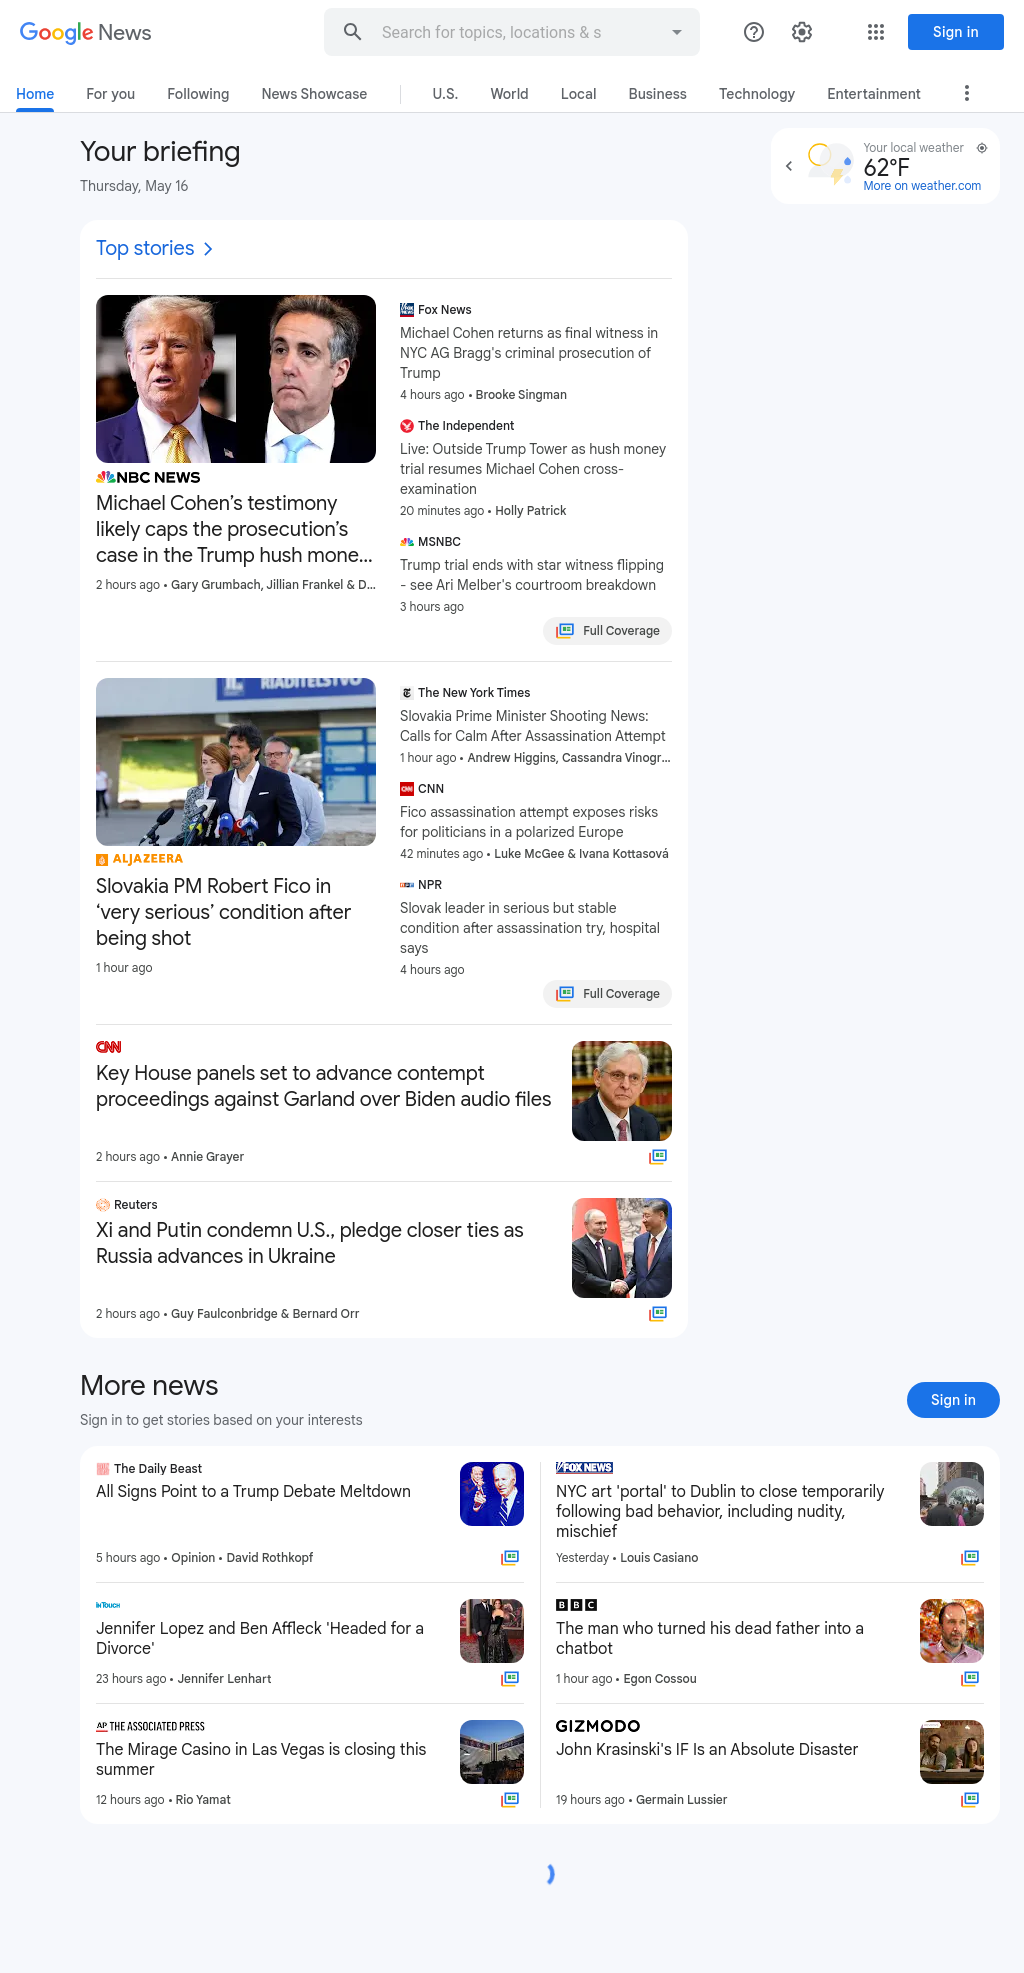 Google News
Search for topics, locations & s
Sign in
Home
For you
Following
News Showcase
U.S.
World
Local
Business
Technology
Entertainment
Your briefing
Thursday, May 16
Your local weather
62°F
More on weather.com
Top stories
NBC NEWS
Michael Cohen’s testimony
likely caps the prosecution’s
case in the Trump hush mone...
2 hours ago • Gary Grumbach, Jillian Frankel & D...
Fox News
Michael Cohen returns as final witness in
NYC AG Bragg's criminal prosecution of
Trump
4 hours ago • Brooke Singman
The Independent
Live: Outside Trump Tower as hush money
trial resumes Michael Cohen cross-
examination
20 minutes ago • Holly Patrick
MSNBC
Trump trial ends with star witness flipping
- see Ari Melber's courtroom breakdown
3 hours ago
Full Coverage
RIADITEĽSTVO
ALJAZEERA
Slovakia PM Robert Fico in
‘very serious’ condition after
being shot
1 hour ago
The New York Times
Slovakia Prime Minister Shooting News:
Calls for Calm After Assassination Attempt
1 hour ago • Andrew Higgins, Cassandra Vinogr...
CNN
Fico assassination attempt exposes risks
for politicians in a polarized Europe
42 minutes ago • Luke McGee & Ivana Kottasová
NPR
Slovak leader in serious but stable
condition after assassination try, hospital
says
4 hours ago
Full Coverage
CNN
Key House panels set to advance contempt
proceedings against Garland over Biden audio files
2 hours ago • Annie Grayer
Reuters
Xi and Putin condemn U.S., pledge closer ties as
Russia advances in Ukraine
2 hours ago • Guy Faulconbridge & Bernard Orr
More news
Sign in to get stories based on your interests
Sign in
The Daily Beast
All Signs Point to a Trump Debate Meltdown
5 hours ago • Opinion • David Rothkopf
FOX NEWS
NYC art 'portal' to Dublin to close temporarily
following bad behavior, including nudity,
mischief
Yesterday • Louis Casiano
InTouch
Jennifer Lopez and Ben Affleck 'Headed for a
Divorce'
23 hours ago • Jennifer Lenhart
BBC
The man who turned his dead father into a
chatbot
1 hour ago • Egon Cossou
AP THE ASSOCIATED PRESS
The Mirage Casino in Las Vegas is closing this
summer
12 hours ago • Rio Yamat
GIZMODO
John Krasinski's IF Is an Absolute Disaster
19 hours ago • Germain Lussier